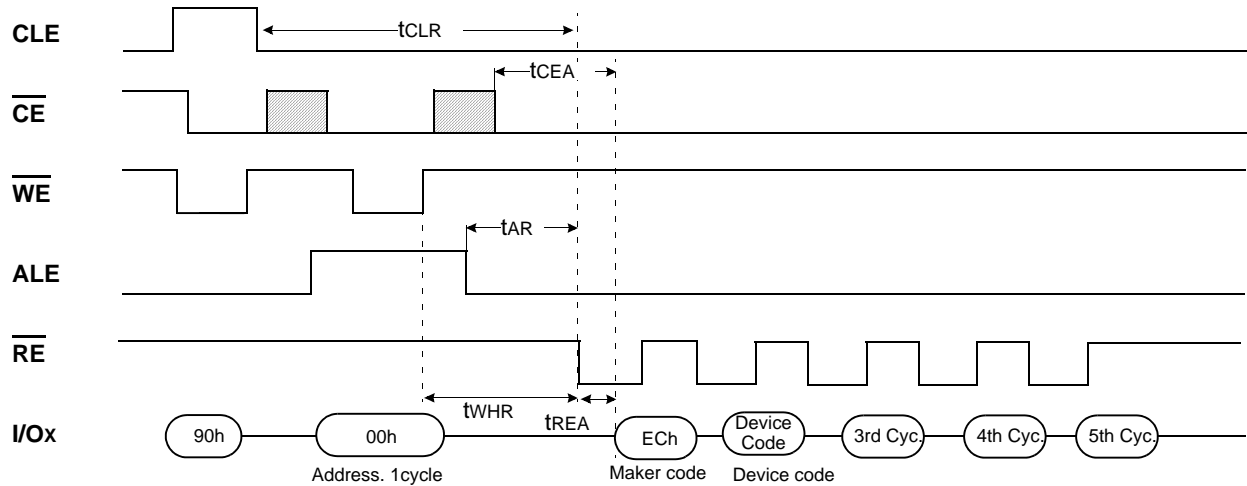 CLE
tCLR
tCEA
CE
WE
tAR
ALE
RE
tWHR
tREA
I/Ox
90h
00h
ECh
Device
Code
3rd Cyc.
4th Cyc.
5th Cyc.
Address. 1cycle
Maker code
Device code